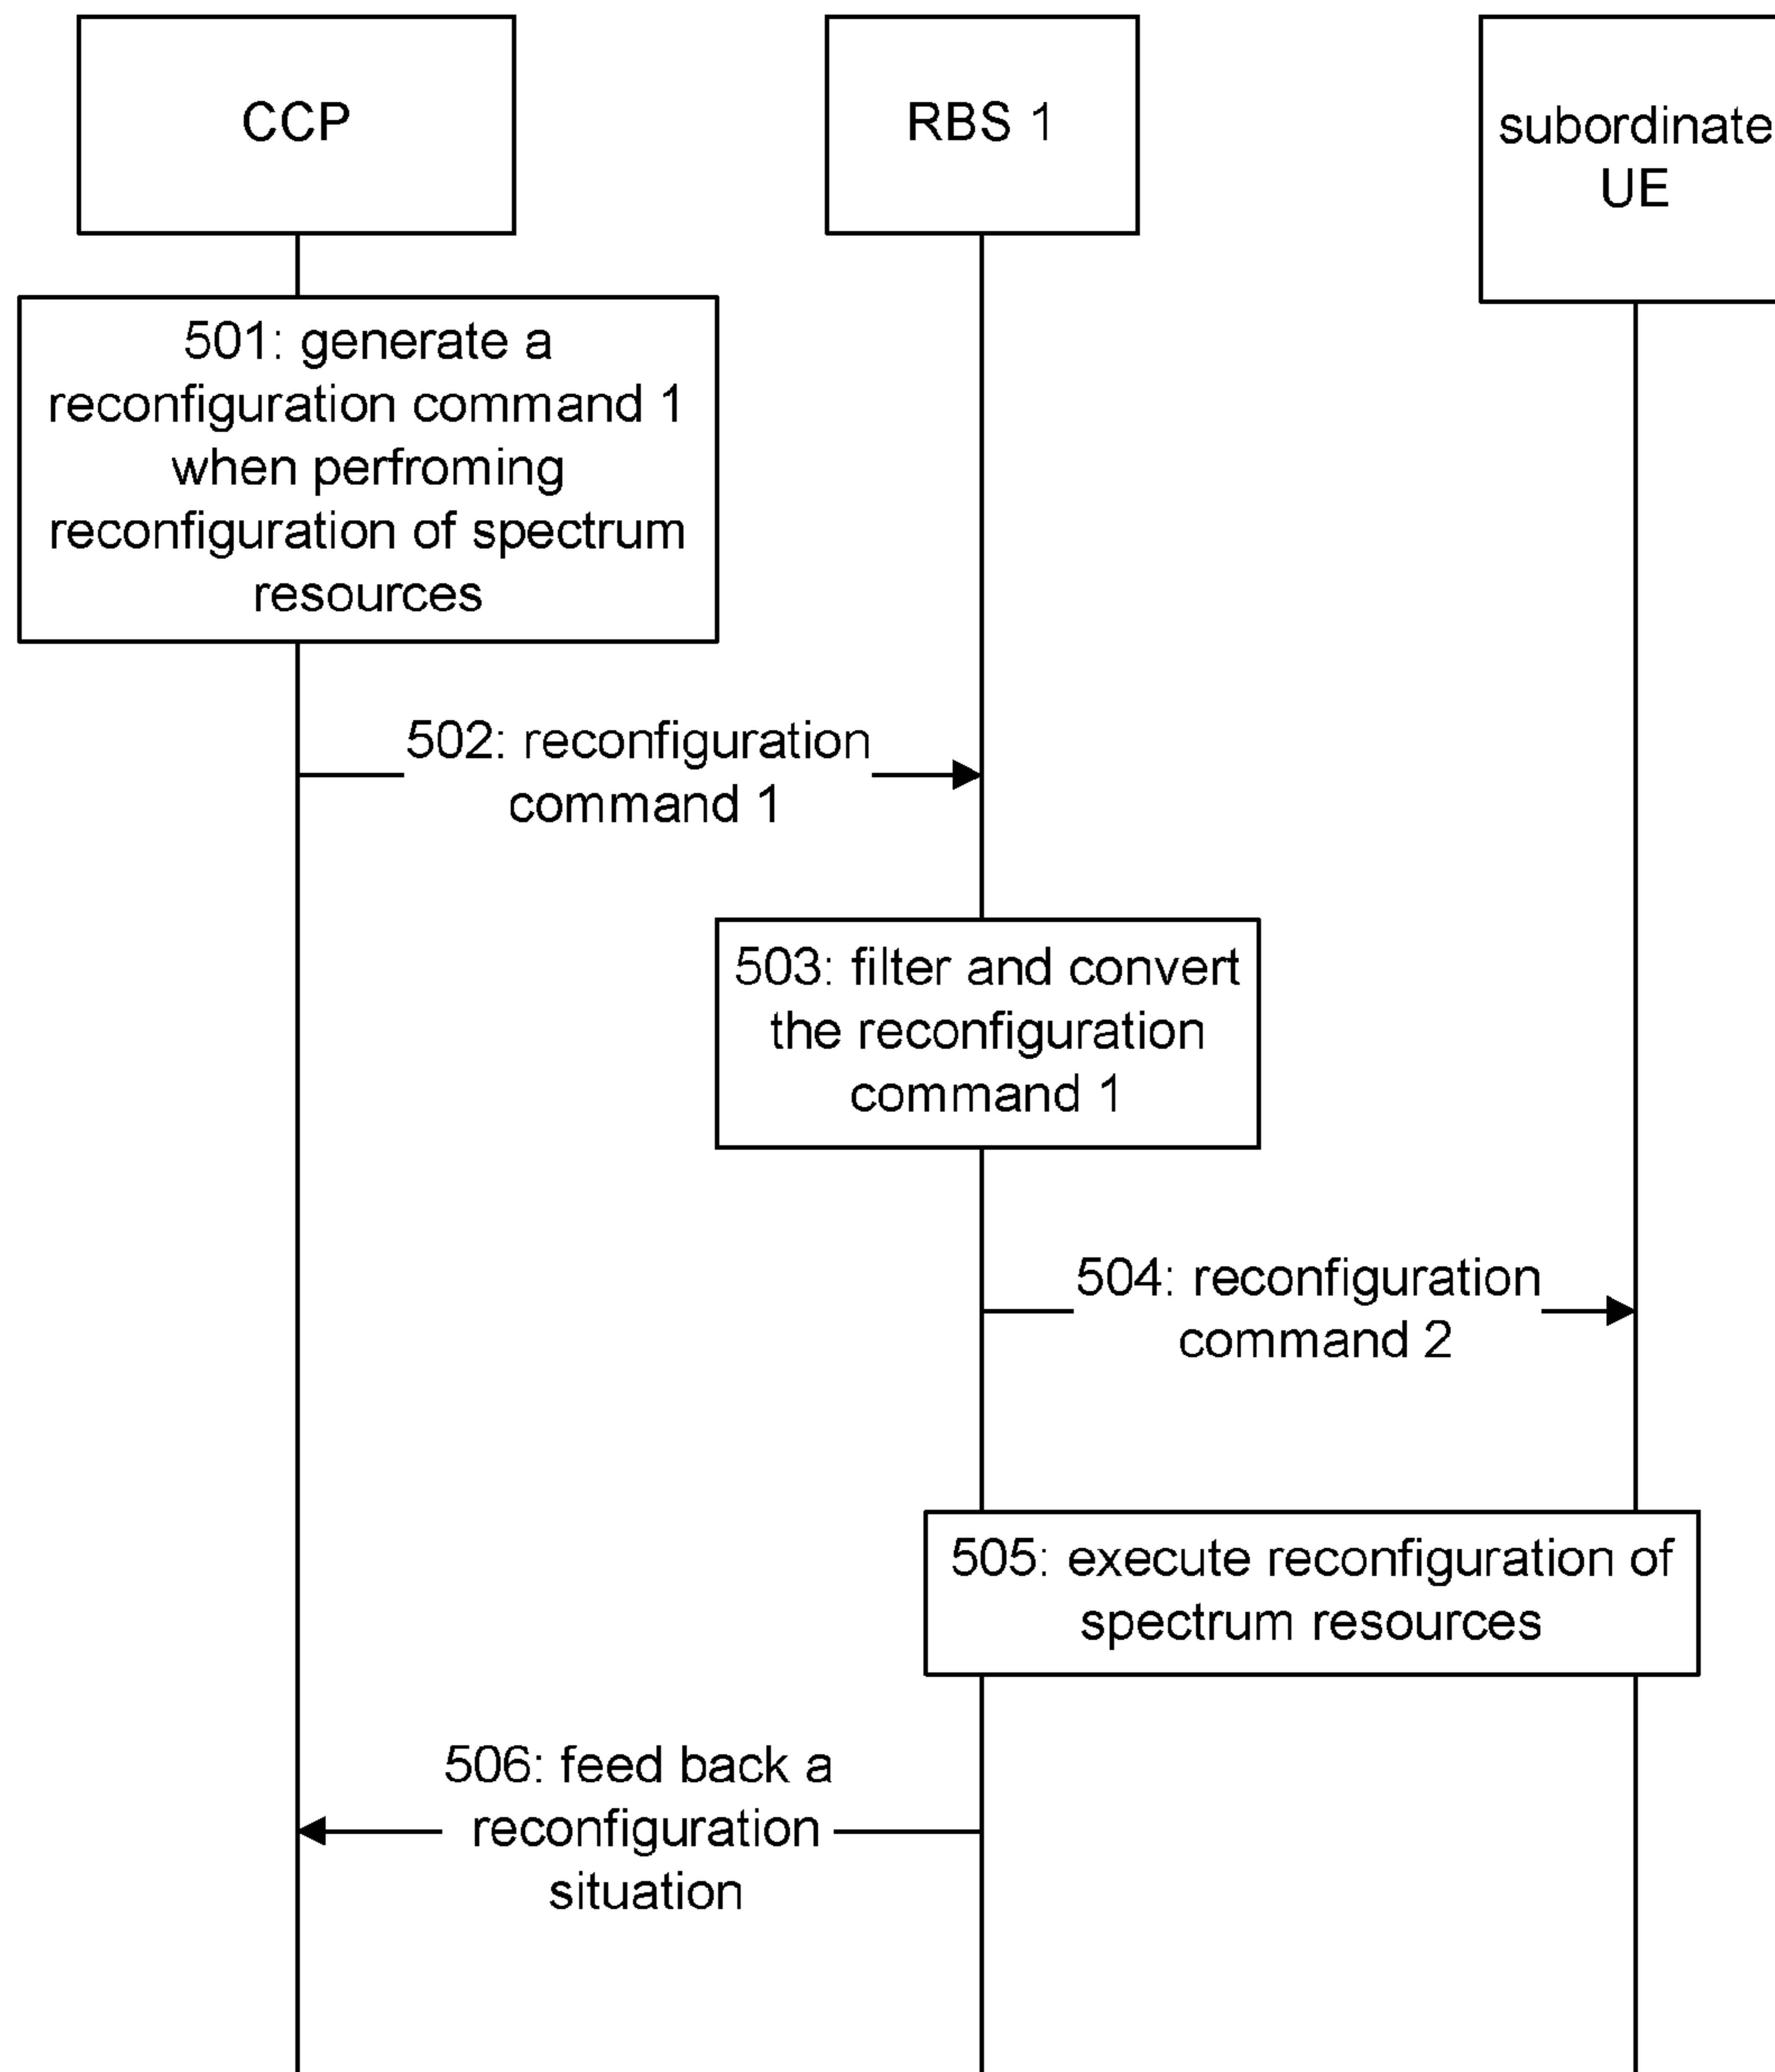 CCP
RBS 1
subordinate
UE
501: generate a
reconfiguration command 1
when perfroming
reconfiguration of spectrum
resources
502: reconfiguration
command 1
503: filter and convert
the reconfiguration
command 1
504: reconfiguration
command 2
505: execute reconfiguration of
spectrum resources
506: feed back a
reconfiguration
situation